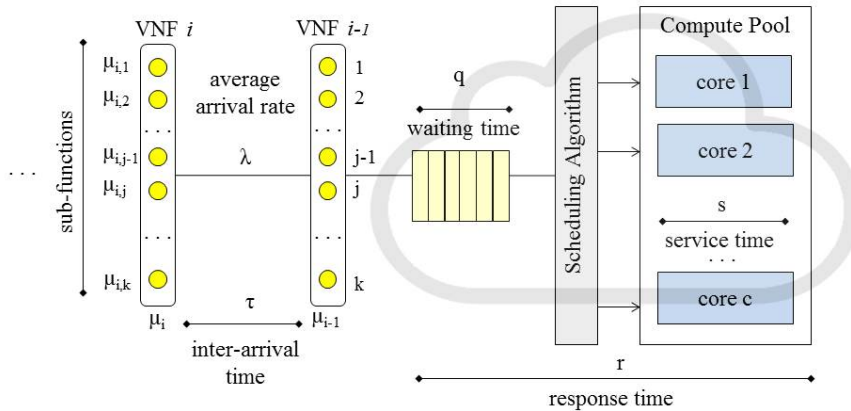 VNF i
VNF i-1
Compute Pool
sub-functions
μi,1
μi,2
. . .
μi,j-1
μi,j
. . .
μi,k
μi
. . .
average
arrival rate
λ
τ
inter-arrival
time
1
2
. . .
j-1
j
. . .
k
μi-1
q
waiting time
Scheduling Algorithm
core 1
core 2
s
service time
. . .
core c
r
response time